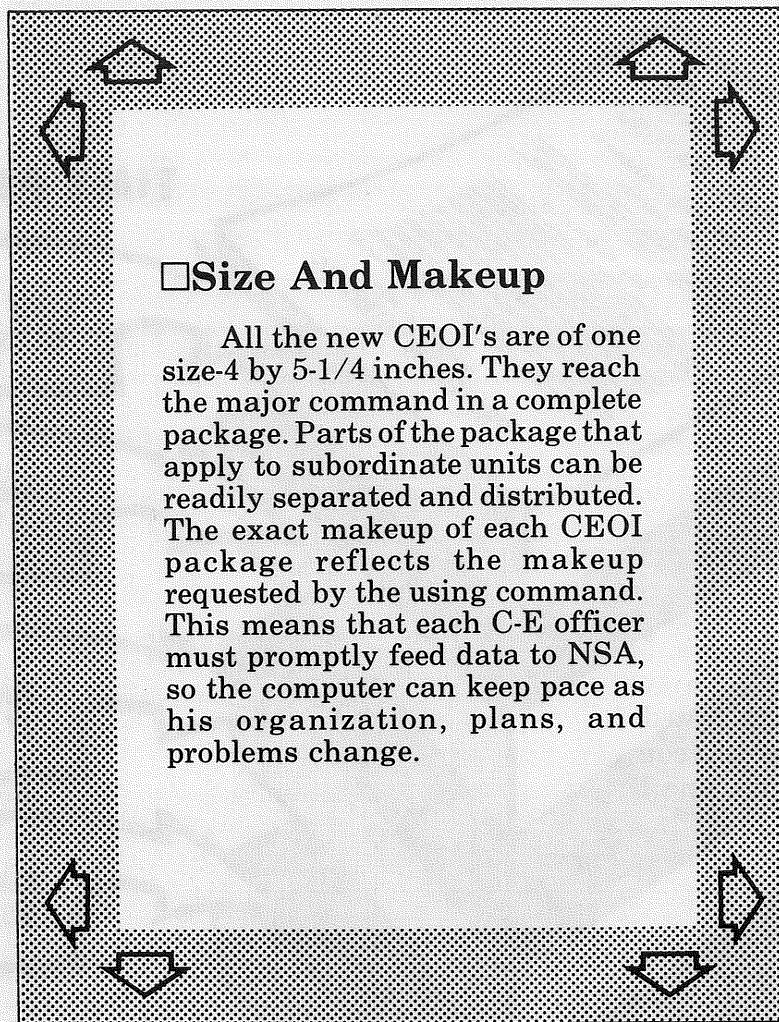 □Size And Makeup
All the new CEOI's are of one
size-4 by 5-1/4 inches. They reach
the major command in a complete
package. Parts of the package that
apply to subordinate units can be
readily separated and distributed.
The exact makeup of each CEOI
package reflects the makeup
requested by the using command.
This means that each C-E officer
must promptly feed data to NSA,
so the computer can keep pace as
his organization, plans, and
problems change.